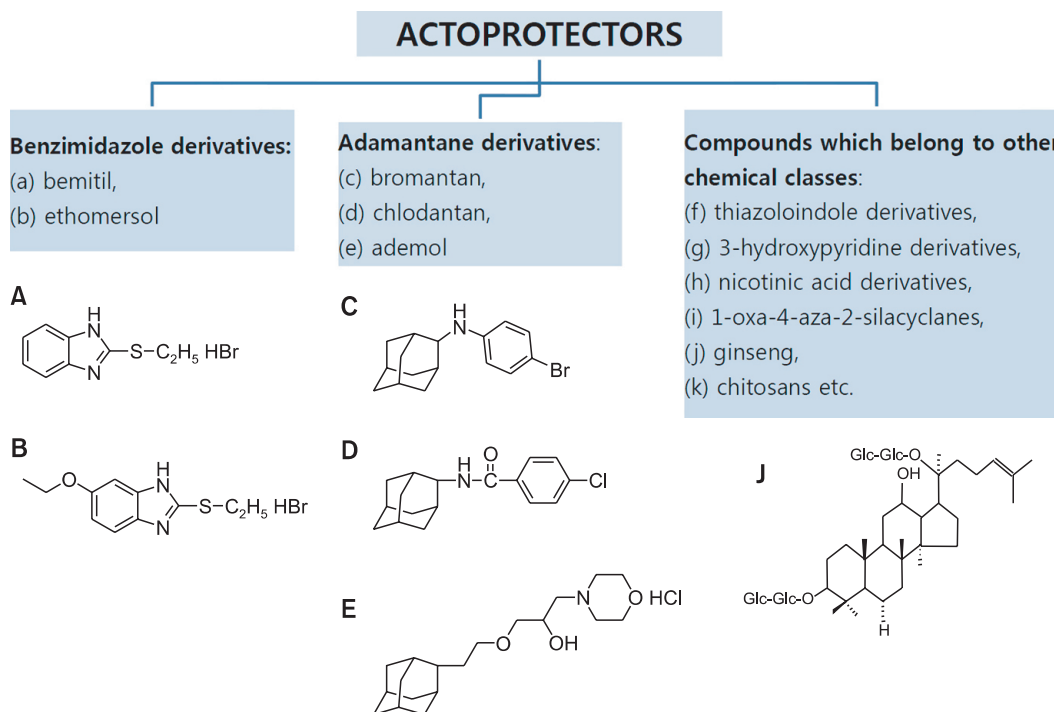 ACTOPROTECTORS
Benzimidazole derivatives:
(a) bemitil,
(b) ethomersol
Adamantane derivatives:
(c) bromantan,
(d) chlodantan,
(e) ademol
Compounds which belong to other
chemical classes:
(f) thiazoloindole derivatives,
(g) 3-hydroxypyridine derivatives,
(h) nicotinic acid derivatives,
(i) 1-oxa-4-aza-2-silacyclanes,
(j) ginseng,
(k) chitosans etc.
A
H
N
S
C₂H₅ HBr
N
B
O
H
N
S
C₂H₅ HBr
N
C
H
N
Br
D
H
N
O
C
Cl
E
N
O HCl
O
OH
J
Glc-Glc-O
OH
Glc-Glc-O
H